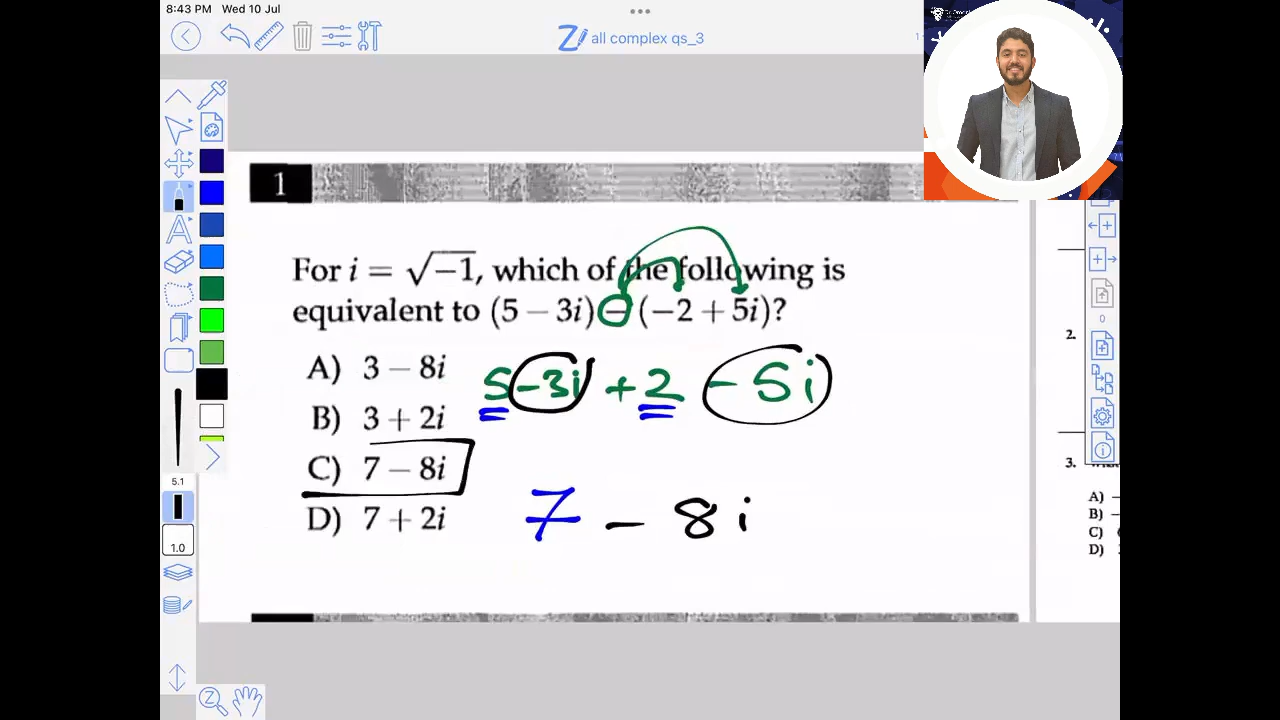 8:43 PM Wed 10 Jul
all complex qs_3
1
For i = √−1, which of the following is
equivalent to (5 − 3i) − (−2 + 5i)?
A) 3 − 8i
B) 3 + 2i
C) 7 − 8i
D) 7 + 2i
5 −3i + 2 − 5i
7 − 8i
2.
3.
A) −
B) −
C)
D)
5.1
1.0
0
A
Z